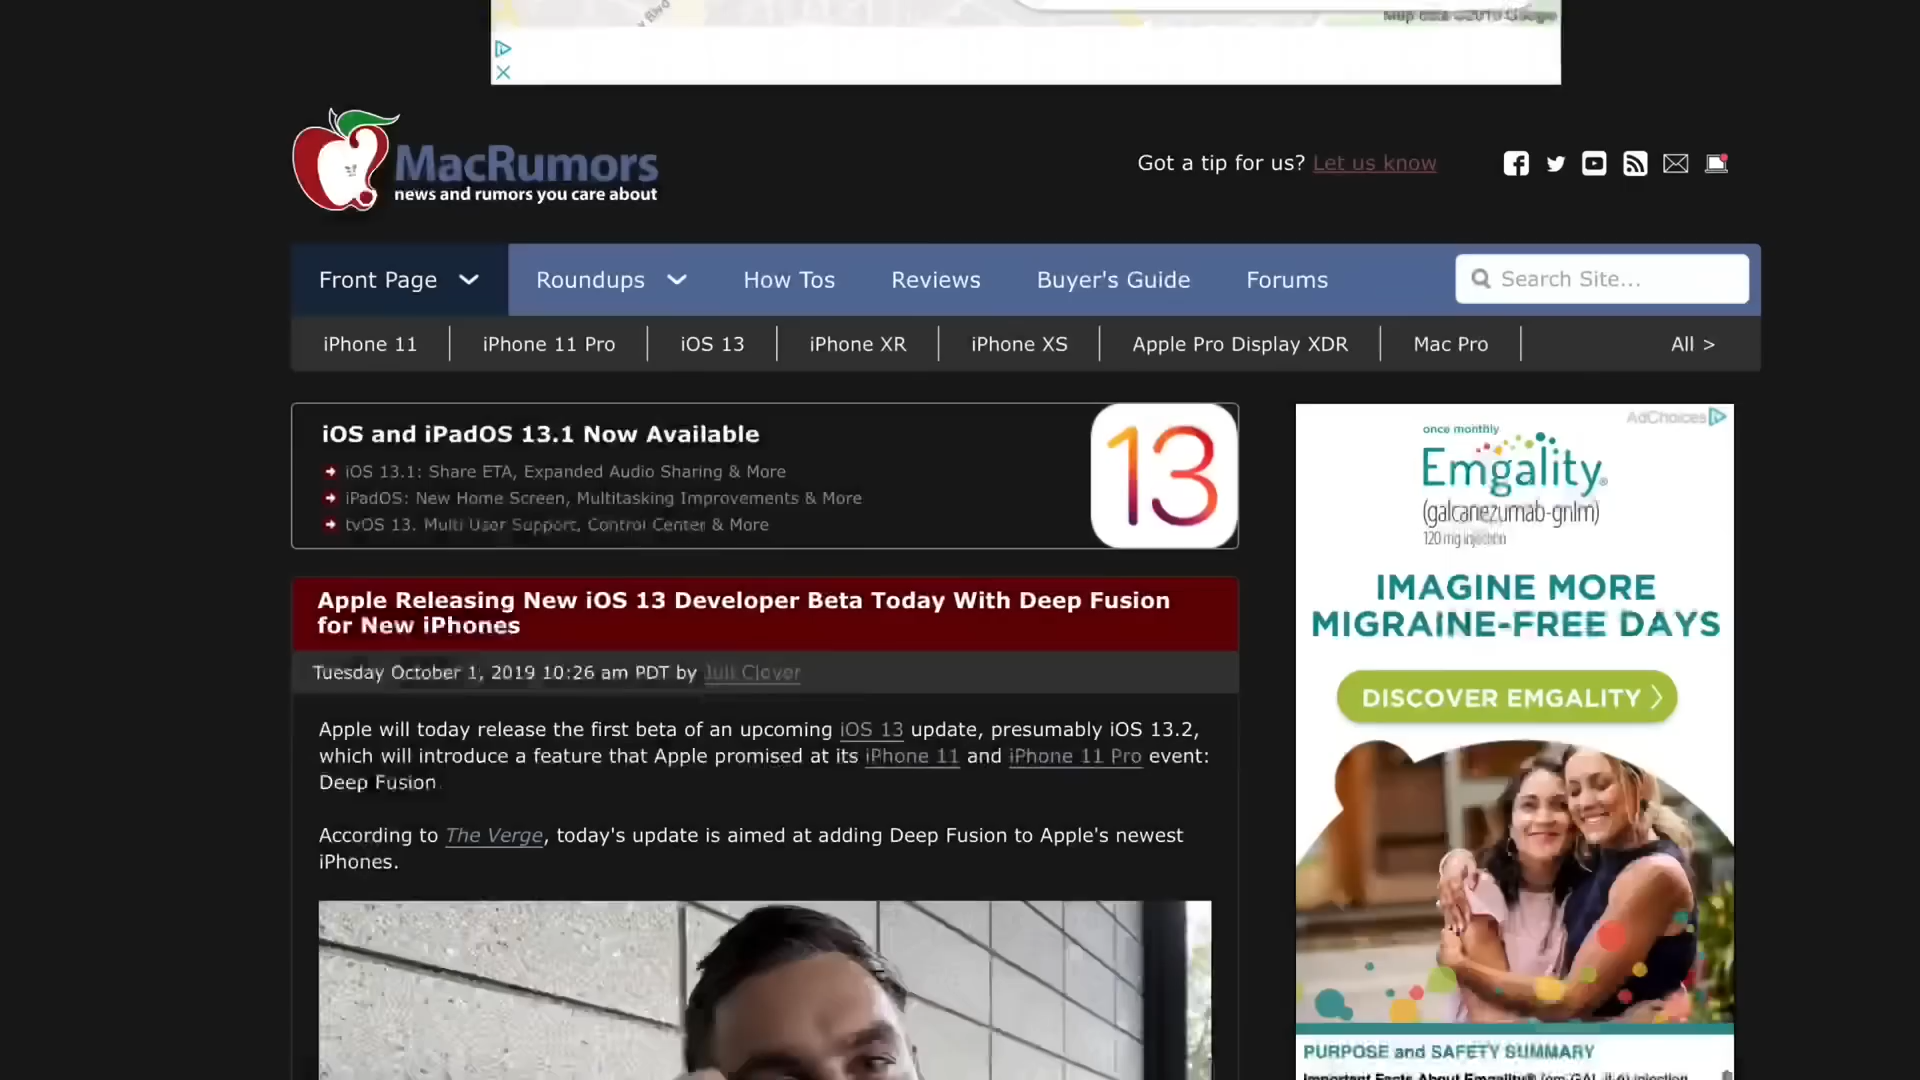 MacRumors
news and rumors you care about
Got a tip for us? Let us know
Front Page
Roundups
How Tos
Reviews
Buyer's Guide
Forums
Search Site...
iPhone 11
iPhone 11 Pro
iOS 13
iPhone XR
iPhone XS
Apple Pro Display XDR
Mac Pro
All >
iOS and iPadOS 13.1 Now Available
iOS 13.1: Share ETA, Expanded Audio Sharing & More
iPadOS: New Home Screen, Multitasking Improvements & More
tvOS 13. Multi User Support, Control Center & More
13
Apple Releasing New iOS 13 Developer Beta Today With Deep Fusion
for New iPhones
Tuesday October 1, 2019 10:26 am PDT by Juli Clover
Apple will today release the first beta of an upcoming iOS 13 update, presumably iOS 13.2,
which will introduce a feature that Apple promised at its iPhone 11 and iPhone 11 Pro event:
Deep Fusion
According to The Verge, today's update is aimed at adding Deep Fusion to Apple's newest
iPhones.
AdChoices
once monthly
Emgality®
(galcanezumab-gnlm)
120 mg injection
IMAGINE MORE
MIGRAINE-FREE DAYS
DISCOVER EMGALITY
PURPOSE and SAFETY SUMMARY
Important Facts About Emgality®